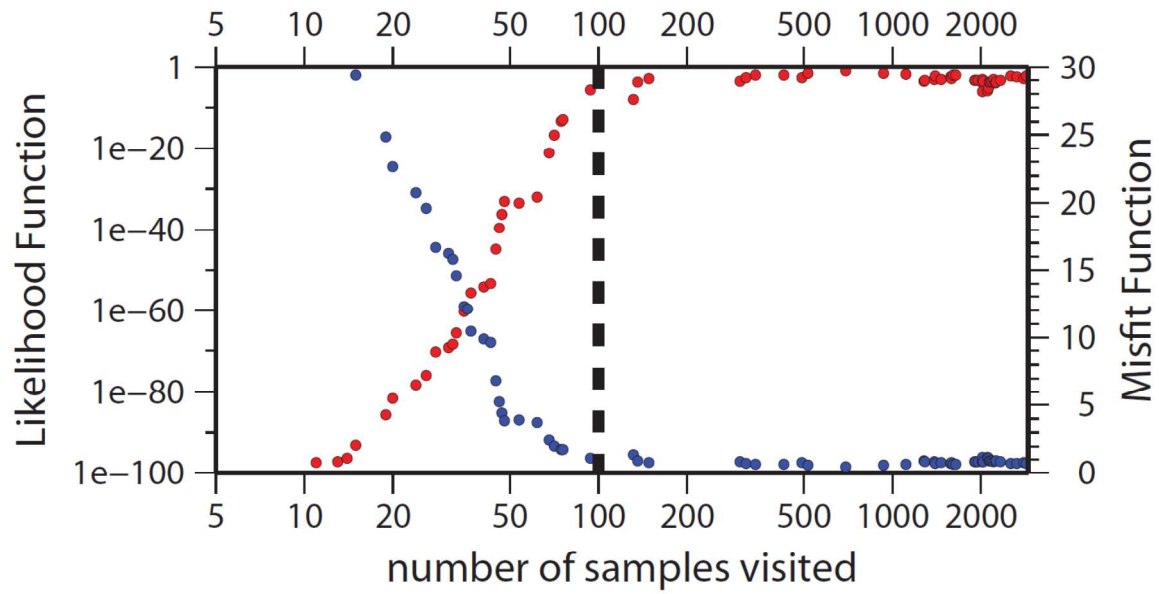 5 10 20 50 100 200 500 1000 2000
1 30
1e−20 25
1e−40 20
15
1e−60 10
1e−80 5
1e−100 0
Likelihood Function
Misfit Function
5 10 20 50 100 200 500 1000 2000
number of samples visited